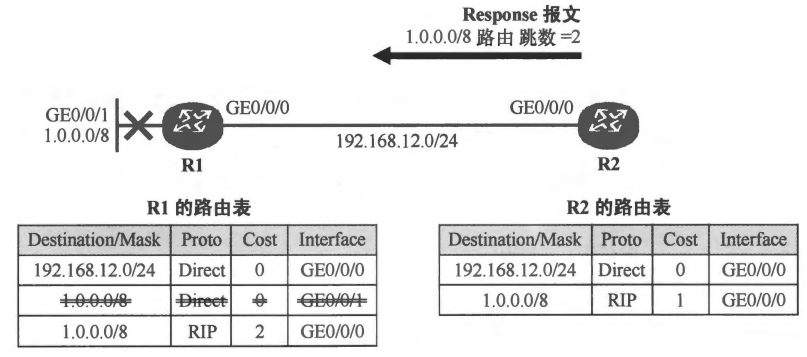 Response 报文
1.0.0.0/8 路由 跳数 =2
GE0/0/1
1.0.0.0/8
GE0/0/0
GE0/0/0
192.168.12.0/24
R1
R2
R1 的路由表
Destination/Mask Proto Cost Interface
192.168.12.0/24 Direct 0 GE0/0/0
1.0.0.0/8 Direct 0 GE0/0/1
1.0.0.0/8 RIP 2 GE0/0/0
R2 的路由表
Destination/Mask Proto Cost Interface
192.168.12.0/24 Direct 0 GE0/0/0
1.0.0.0/8 RIP 1 GE0/0/0